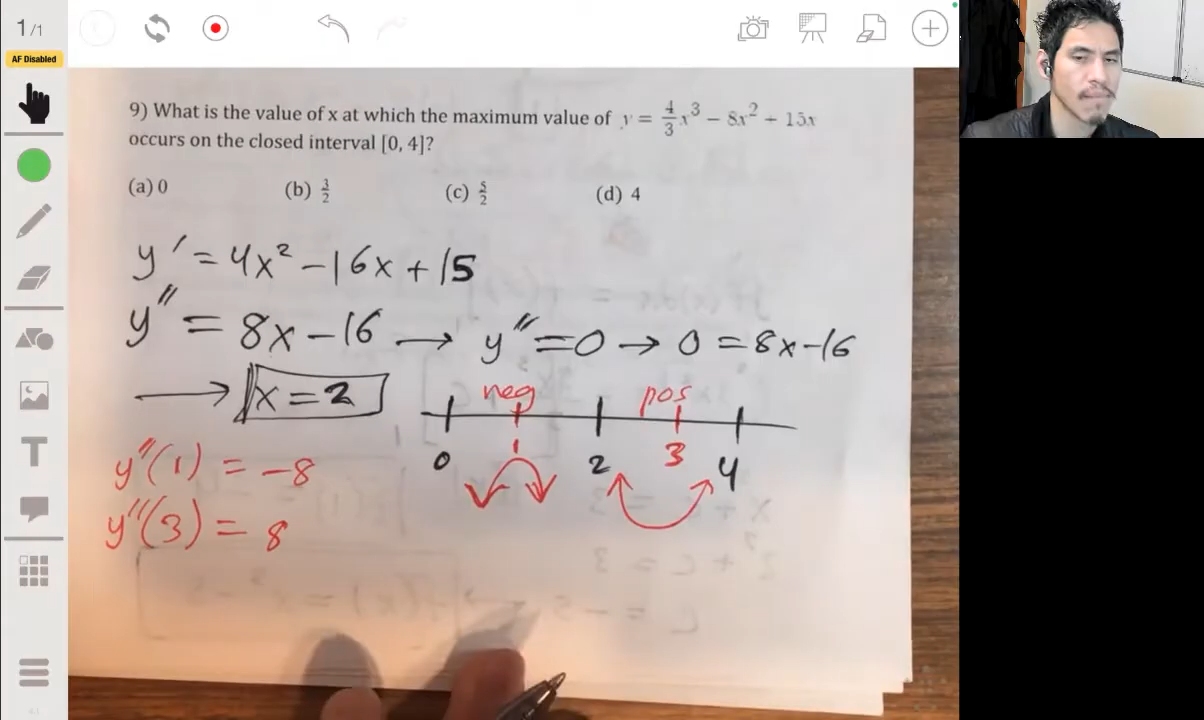 1/1
AF Disabled
9) What is the value of x at which the maximum value of y = 4/3 x³ − 8x² + 15x
occurs on the closed interval [0, 4]?
(a) 0 (b) 3/2 (c) 5/2 (d) 4
y' = 4x² − 16x + 15
y'' = 8x − 16 → y'' = 0 → 0 = 8x − 16
→ x = 2
neg pos
0 1 2 3 4
y''(1) = −8
y''(3) = 8
T